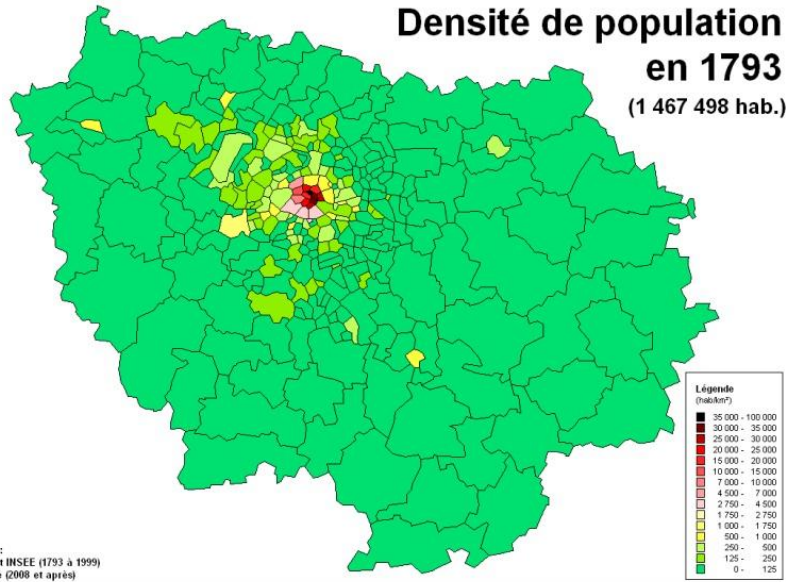 Densité de population
en 1793
(1 467 498 hab.)
Légende
(hab/km²)
35 000 - 100 000
30 000 - 35 000
25 000 - 30 000
20 000 - 25 000
15 000 - 20 000
10 000 - 15 000
7 000 - 10 000
4 500 - 7 000
2 750 - 4 500
1 750 - 2 750
1 000 - 1 750
500 - 1 000
250 - 500
125 - 250
0 - 125
:
t INSEE (1793 à 1999)
e (2008 et après)